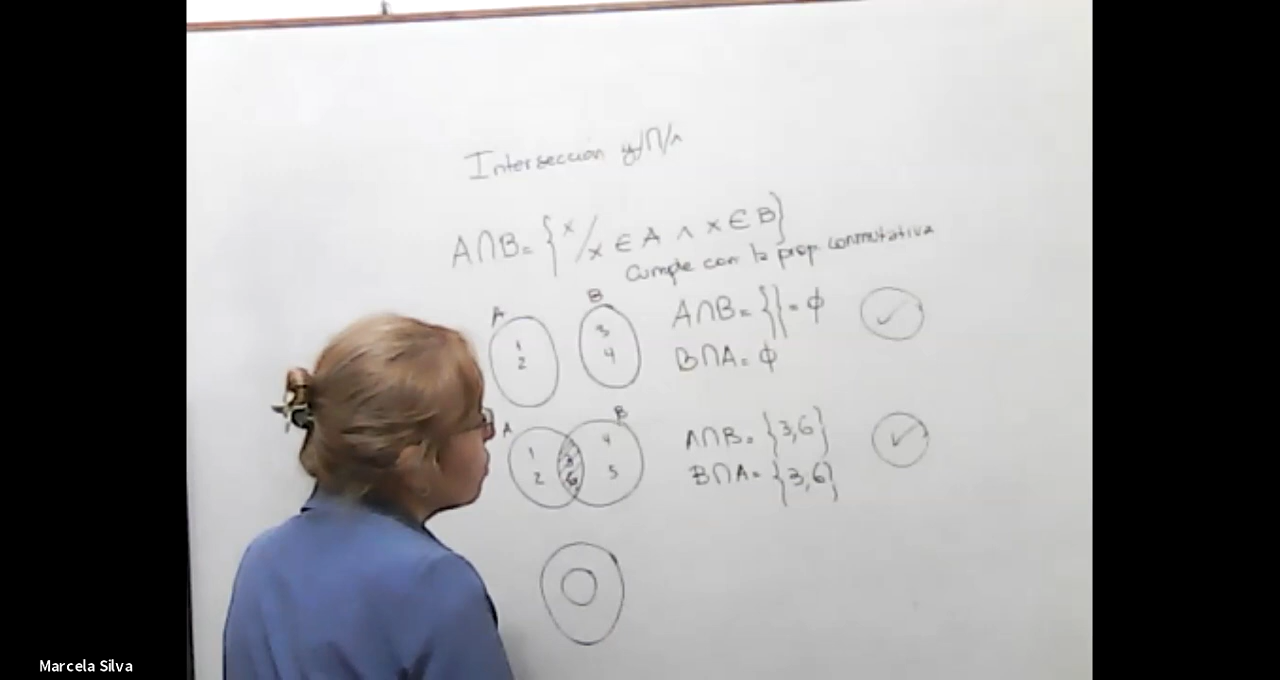 Intersección y/∩/∧
A∩B= {x/x ∈ A ∧ x ∈ B}
Cumple con la prop. conmutativa
A B
1 3
2 4
A∩B= {} = ϕ ✓
B∩A= ϕ
A B
1 3 4
2 6 5
A∩B= {3,6} ✓
B∩A= {3,6}
Marcela Silva